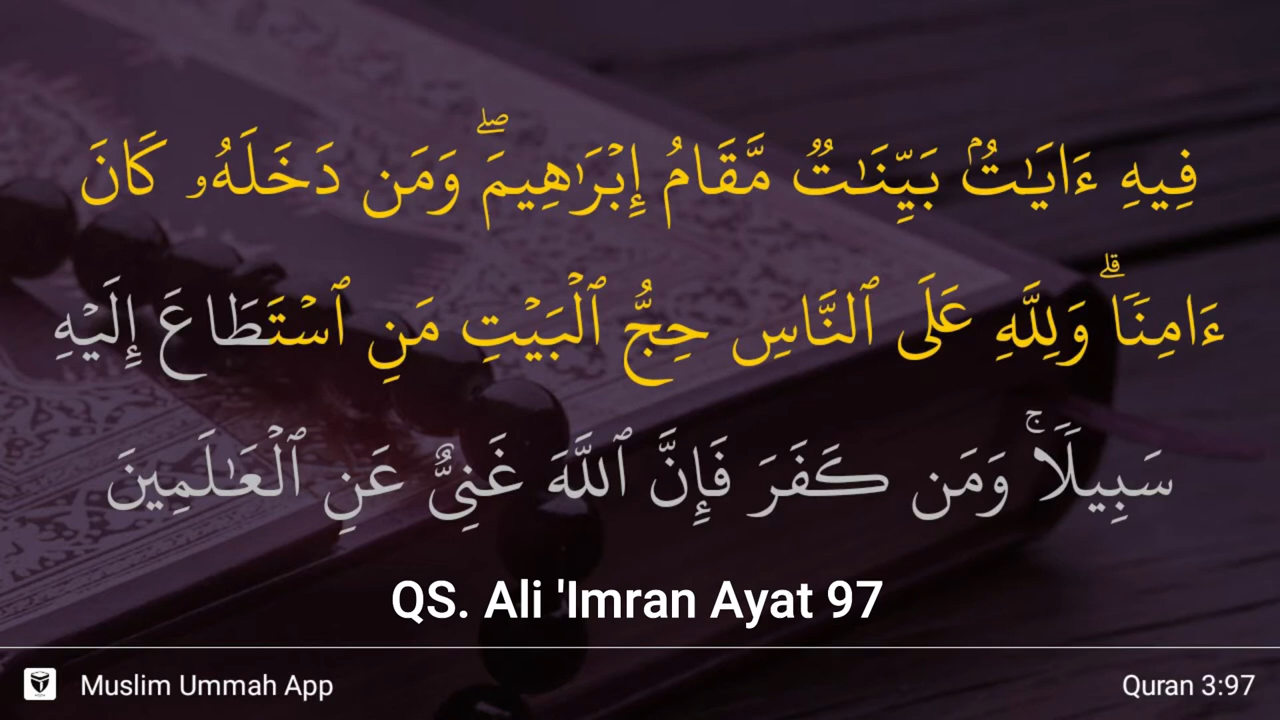 فِيهِ ءَايَـٰتُۢ بَيِّنَـٰتٌ مَّقَامُ إِبْرَٰهِيمَ ۖ وَمَن دَخَلَهُۥ كَانَ
ءَامِنًا ۗ وَلِلَّهِ عَلَى ٱلنَّاسِ حِجُّ ٱلْبَيْتِ مَنِ ٱسْتَطَاعَ إِلَيْهِ
سَبِيلًا ۚ وَمَن كَفَرَ فَإِنَّ ٱللَّهَ غَنِىٌّ عَنِ ٱلْعَـٰلَمِينَ
QS. Ali 'Imran Ayat 97
Muslim Ummah App
Quran 3:97